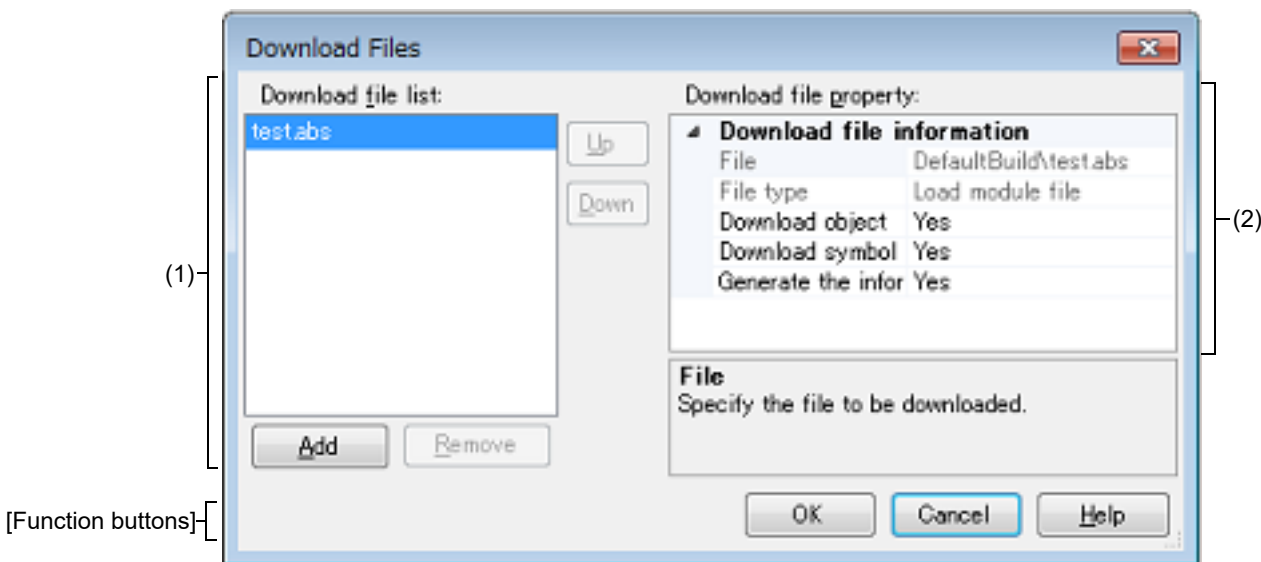 Download Files
(1)
Download file list:
test.abs
Up
Down
Add
Remove
Download file property:
Download file information
File DefaultBuild\test.abs
File type Load module file
Download object Yes
Download symbol Yes
Generate the infor Yes
(2)
File
Specify the file to be downloaded.
[Function buttons]
OK Cancel Help